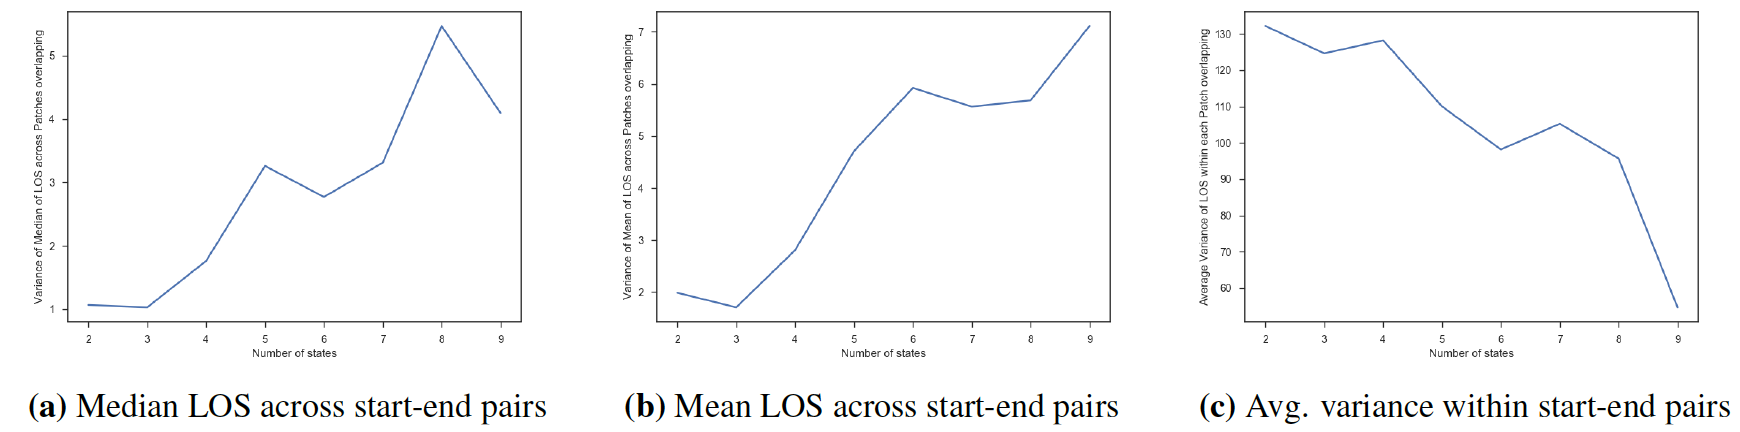 Variance of Median of LOS across Patches overlapping
5
4
3
2
1
2 3 4 5 6 7 8 9
Number of states
(a) Median LOS across start-end pairs
Variance of Mean of LOS across Patches overlapping
7
6
5
4
3
2
2 3 4 5 6 7 8 9
Number of states
(b) Mean LOS across start-end pairs
Average Variance of LOS within each Patch overlapping
130
120
110
100
90
80
70
60
2 3 4 5 6 7 8 9
Number of states
(c) Avg. variance within start-end pairs